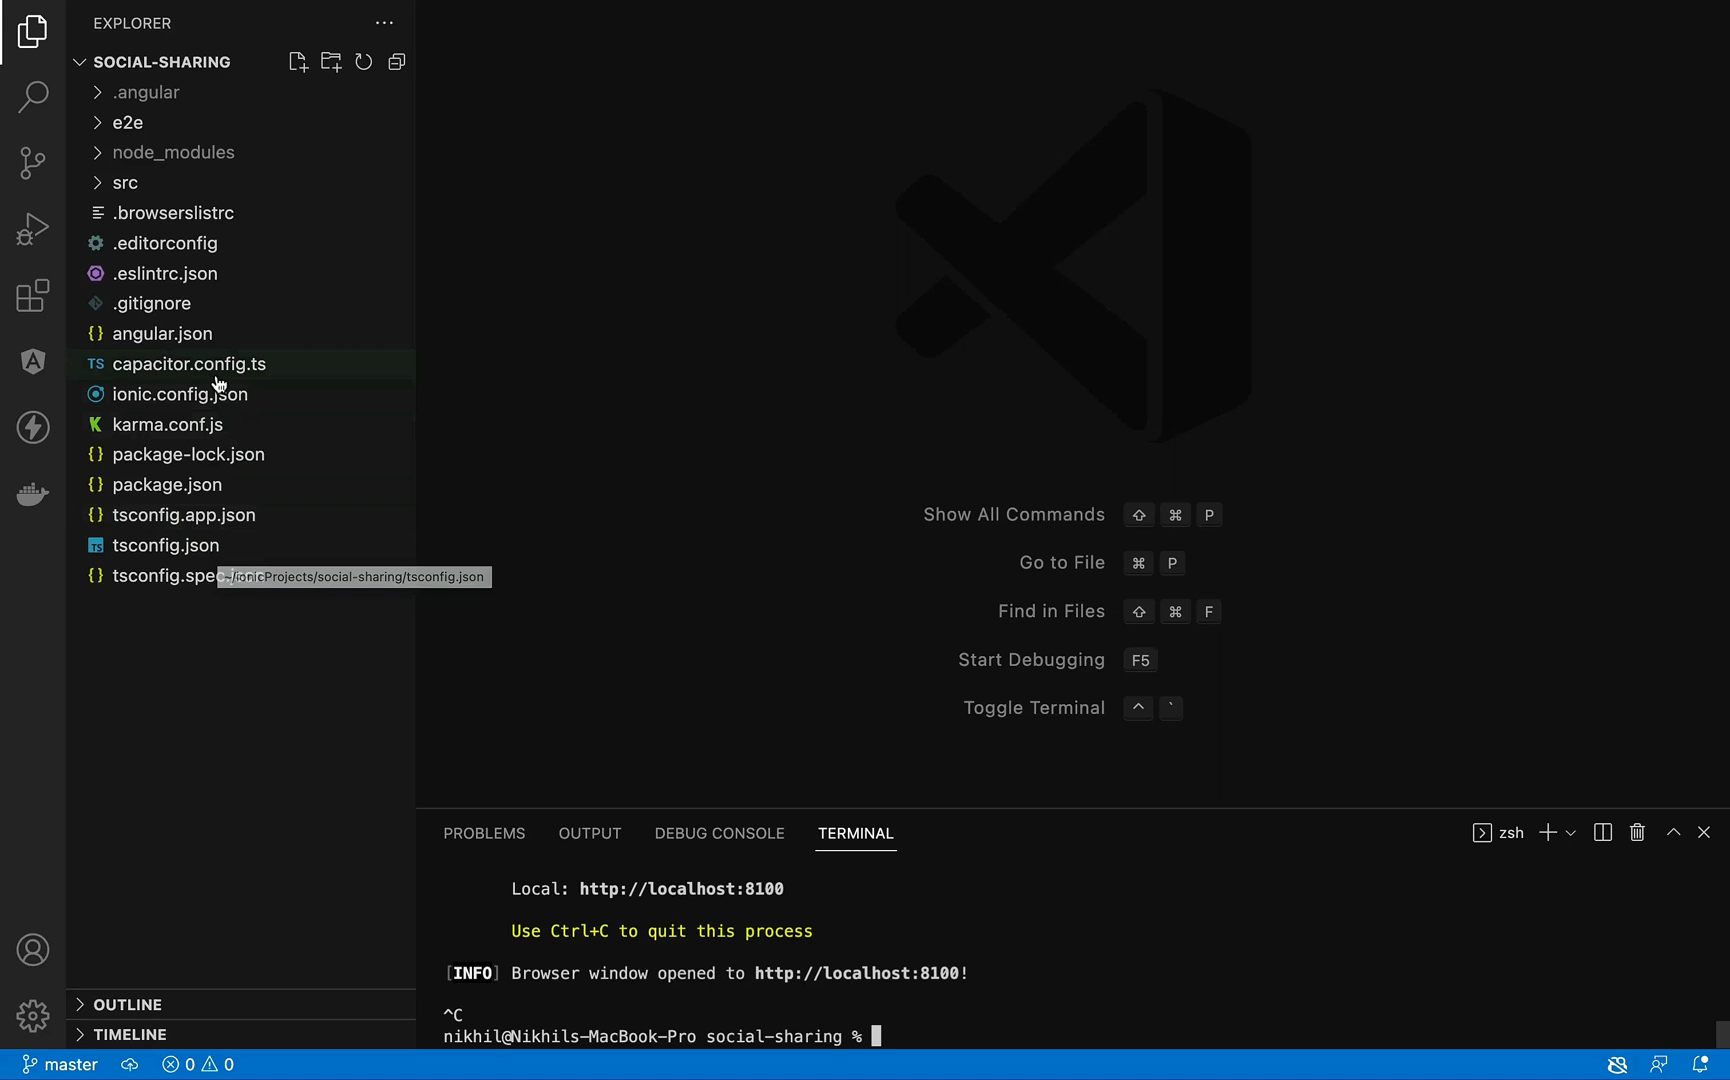 EXPLORER
SOCIAL-SHARING
.angular
e2e
node_modules
src
.browserslistrc
.editorconfig
.eslintrc.json
.gitignore
{} angular.json
TS capacitor.config.ts
ionic.config.json
karma.conf.js
{} package-lock.json
{} package.json
{} tsconfig.app.json
TS tsconfig.json
{} tsconfig.spec.json
~/ionicProjects/social-sharing/tsconfig.json
OUTLINE
TIMELINE
Show All Commands ⇧ ⌘ P
Go to File ⌘ P
Find in Files ⇧ ⌘ F
Start Debugging F5
Toggle Terminal ^ `
PROBLEMS OUTPUT DEBUG CONSOLE TERMINAL zsh
Local: http://localhost:8100
Use Ctrl+C to quit this process
[INFO] Browser window opened to http://localhost:8100!
^C
nikhil@Nikhils-MacBook-Pro social-sharing %
master 0 0